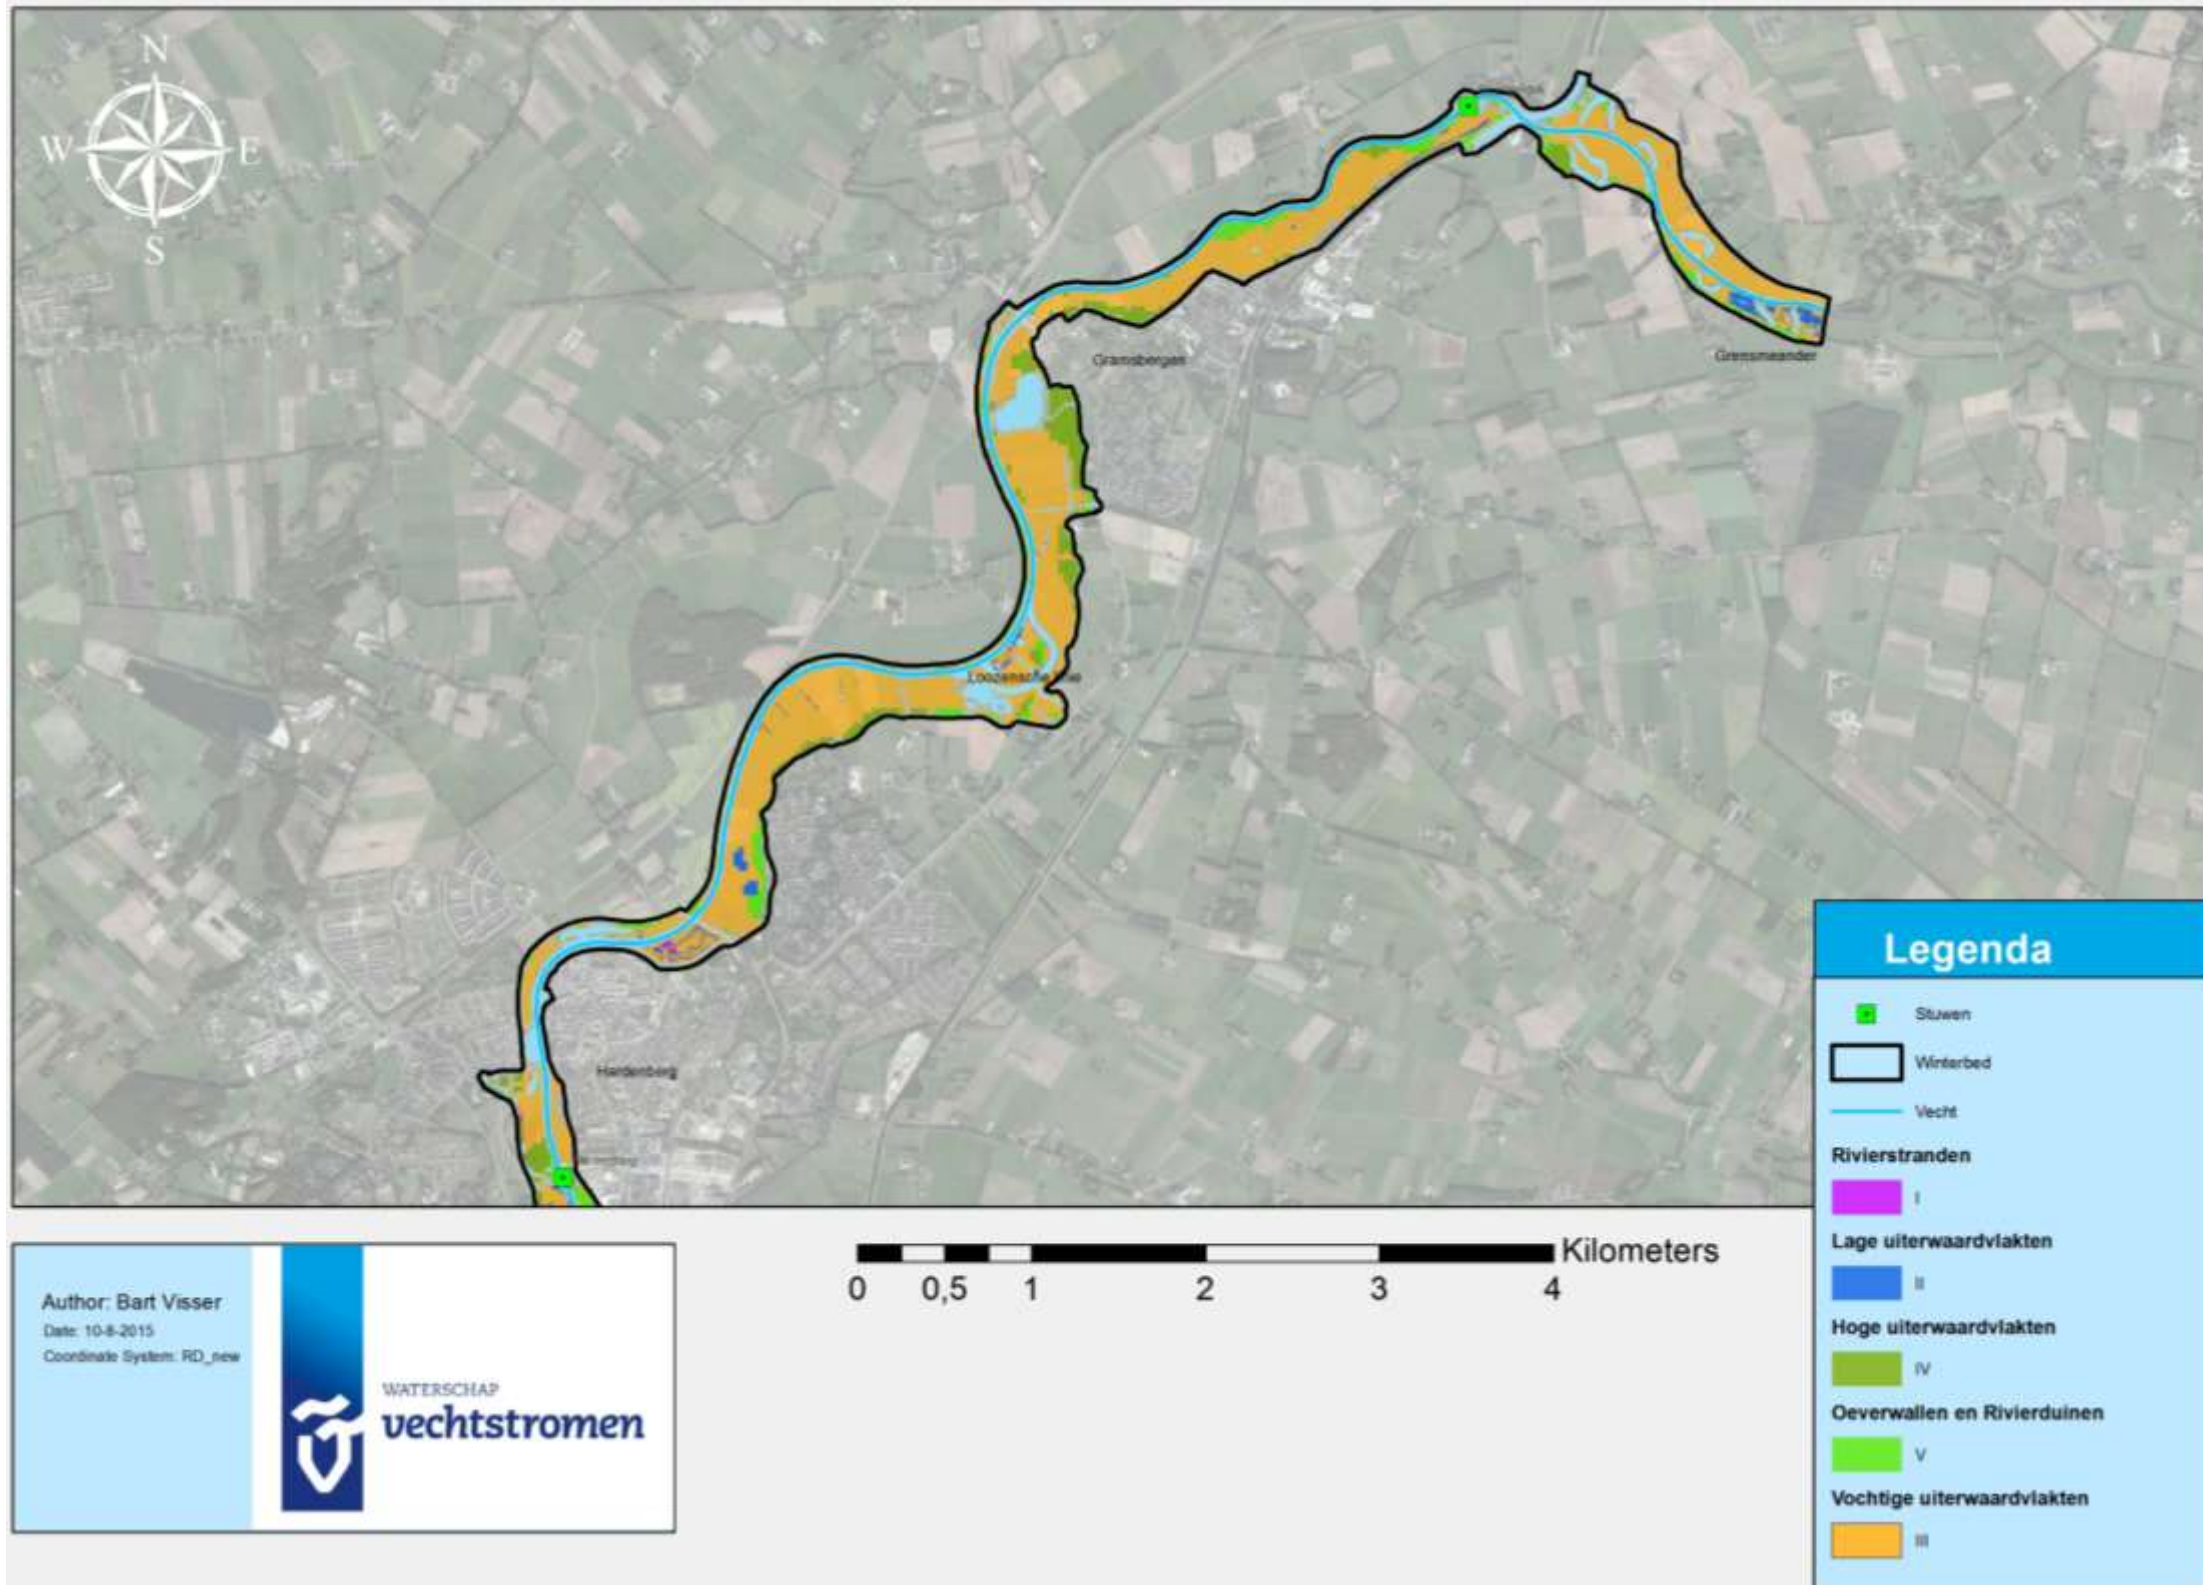 N
W E
S
Gramsbergen
Grensmeander
Hardenberg
Legenda
Stuwen
Winterbed
Vecht
Rivierstranden
I
Lage uiterwaardvlakten
II
Hoge uiterwaardvlakten
IV
Oeverwallen en Rivierduinen
V
Vochtige uiterwaardvlakten
III
Kilometers
0 0,5 1 2 3 4
Author: Bart Visser
Date: 10-8-2015
Coordinate System: RD_new
WATERSCHAP
vechtstromen